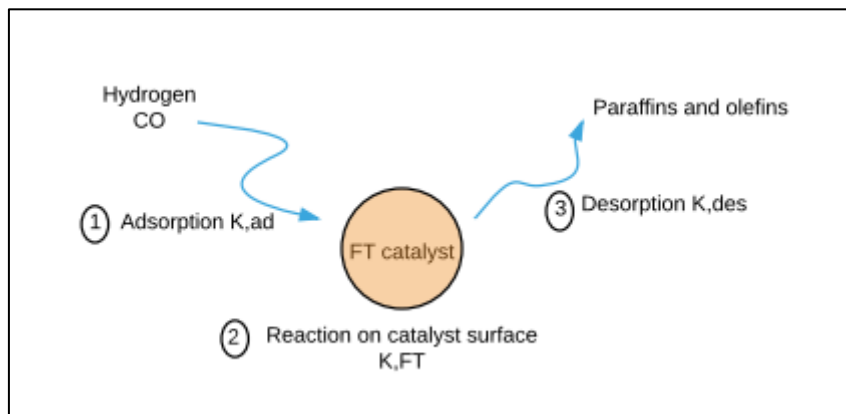 Hydrogen
CO
Paraffins and olefins
1 Adsorption K,ad
3 Desorption K,des
FT catalyst
2 Reaction on catalyst surface
K,FT